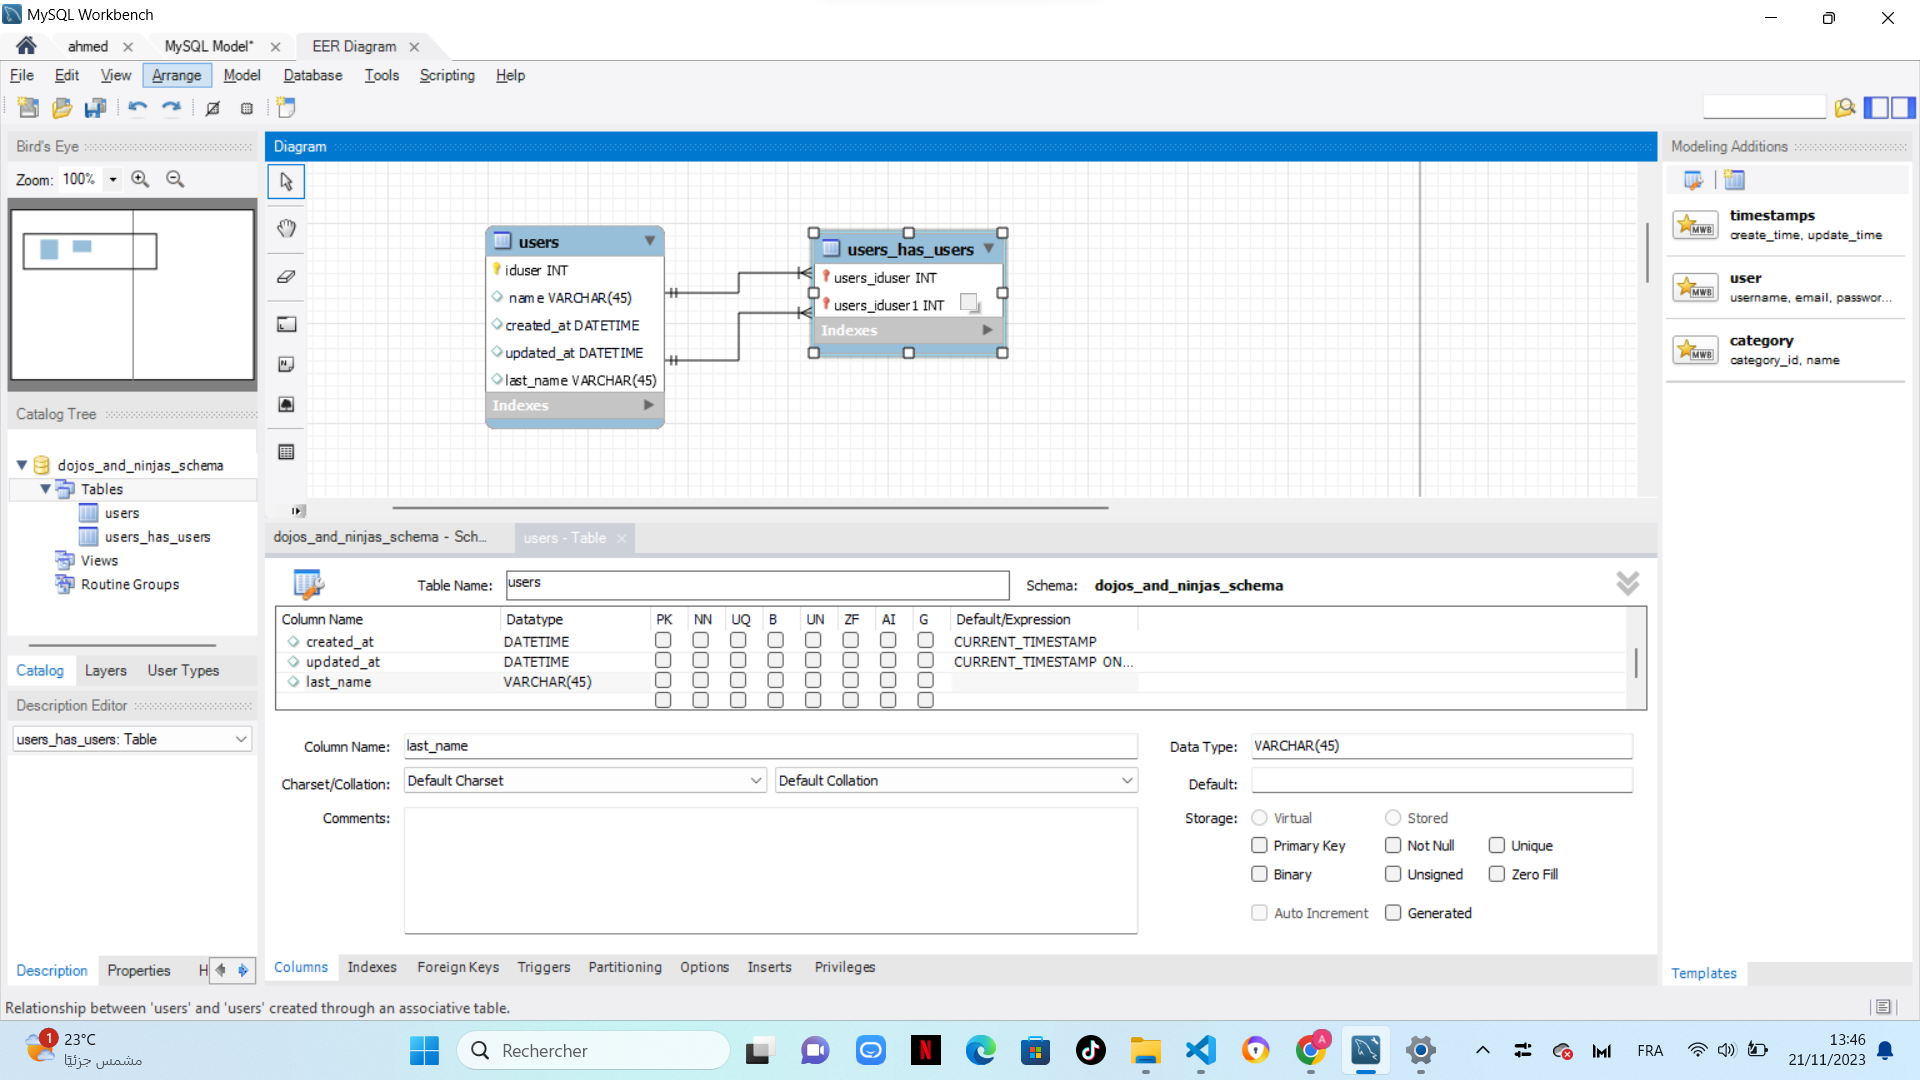 MySQL Workbench
ahmed
MySQL Model*
EER Diagram
File Edit View Arrange Model Database Tools Scripting Help
Bird's Eye
Zoom: 100%
Diagram
Modeling Additions
timestamps
create_time, update_time
user
username, email, passwor...
category
category_id, name
Templates
users
iduser INT
name VARCHAR(45)
created_at DATETIME
updated_at DATETIME
last_name VARCHAR(45)
Indexes
users_has_users
users_iduser INT
users_iduser1 INT
Indexes
Catalog Tree
dojos_and_ninjas_schema
Tables
users
users_has_users
Views
Routine Groups
Catalog Layers User Types
Description Editor
users_has_users: Table
Description Properties H
dojos_and_ninjas_schema - Sch...
users - Table
Table Name: users
Schema: dojos_and_ninjas_schema
Column Name Datatype PK NN UQ B UN ZF AI G Default/Expression
created_at DATETIME CURRENT_TIMESTAMP
updated_at DATETIME CURRENT_TIMESTAMP ON...
last_name VARCHAR(45)
Column Name: last_name
Data Type: VARCHAR(45)
Charset/Collation: Default Charset Default Collation
Default:
Comments:
Storage: Virtual Stored
Primary Key Not Null Unique
Binary Unsigned Zero Fill
Auto Increment Generated
Columns Indexes Foreign Keys Triggers Partitioning Options Inserts Privileges
Relationship between 'users' and 'users' created through an associative table.
1
23°C
مشمس جزئيًا
Rechercher
N
A
FRA
13:46
21/11/2023